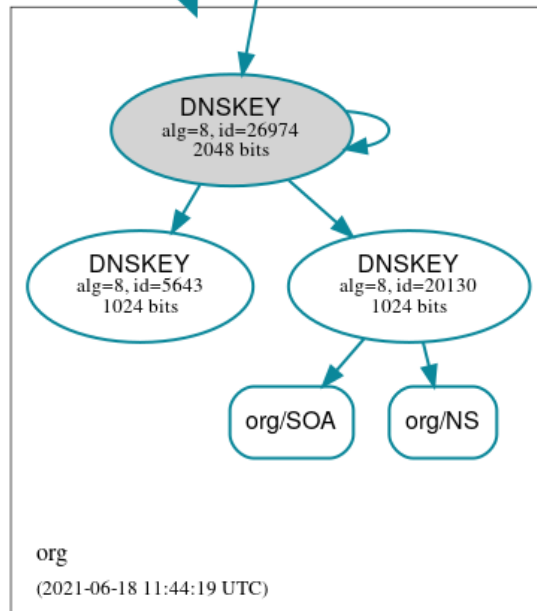 DNSKEY
alg=8, id=26974
2048 bits
DNSKEY
alg=8, id=5643
1024 bits
DNSKEY
alg=8, id=20130
1024 bits
org/SOA
org/NS
org
(2021-06-18 11:44:19 UTC)